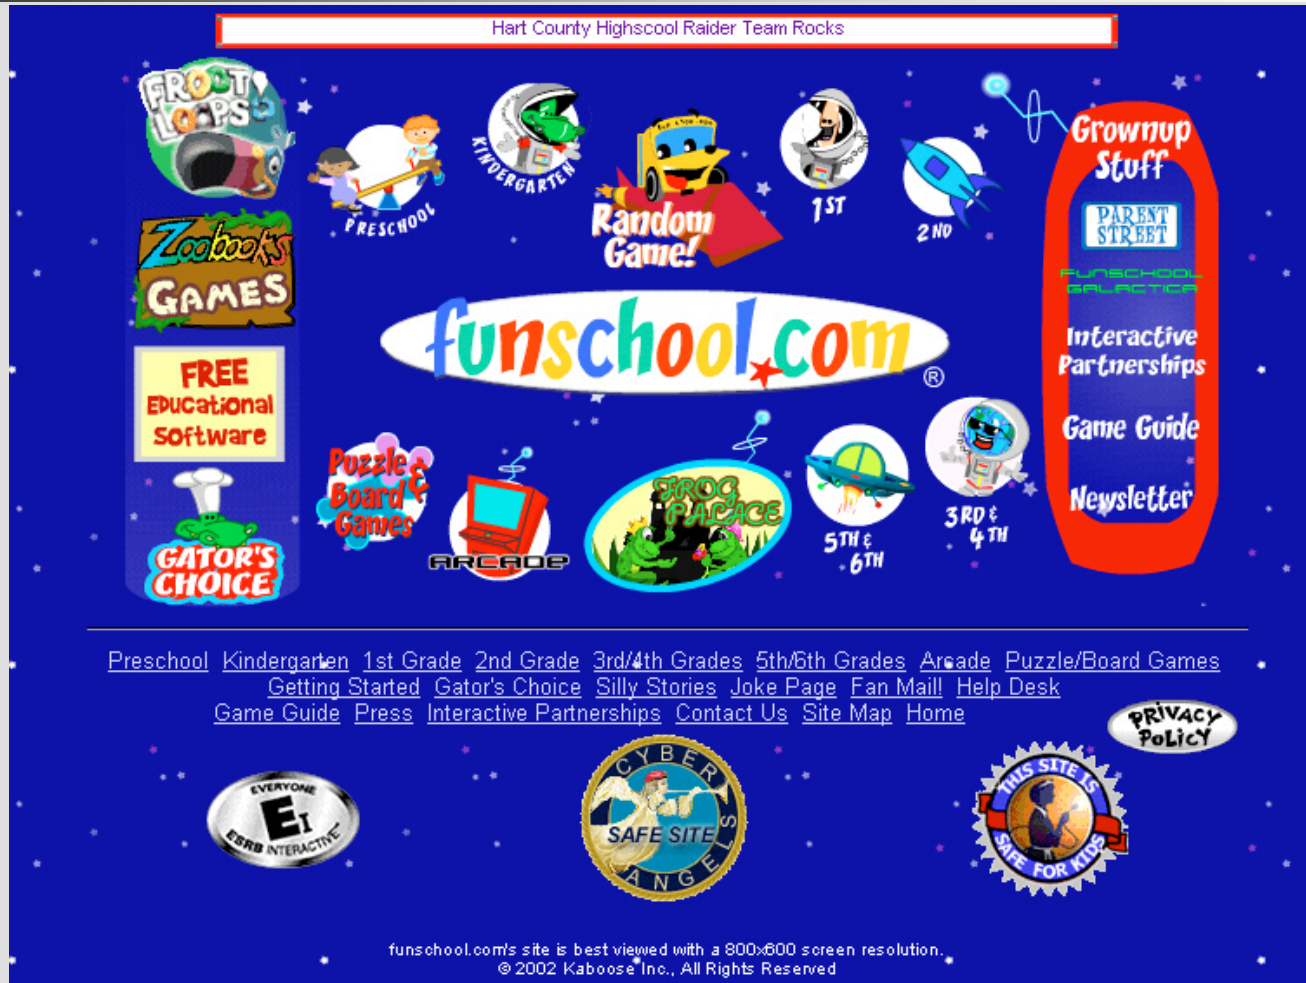 Hart County Highscool Raider Team Rocks
FROOT
LOOPS
Zoobooks
GAMES
FREE
Educational
Software
GATOR'S
CHOICE
PRESCHOOL
KINDERGARTEN
Random
Game!
1ST
2ND
funschool.com
®
Puzzle &
Board
Games
ARCADE
FROG
PALACE
5TH &
6TH
3RD &
4TH
Grownup
Stuff
PARENT
STREET
FUNSCHOOL
GALACTICA
Interactive
Partnerships
Game Guide
Newsletter
Preschool Kindergarten 1st Grade 2nd Grade 3rd/4th Grades 5th/6th Grades Arcade Puzzle/Board Games
Getting Started Gator's Choice Silly Stories Joke Page Fan Mail! Help Desk
Game Guide Press Interactive Partnerships Contact Us Site Map Home
PRIVACY
POLICY
EVERYONE
EI
ESRB INTERACTIVE™
CYBER
SAFE SITE
ANGELS
THIS SITE IS
SAFE FOR KIDS
funschool.com's site is best viewed with a 800x600 screen resolution.
© 2002 Kaboose Inc., All Rights Reserved